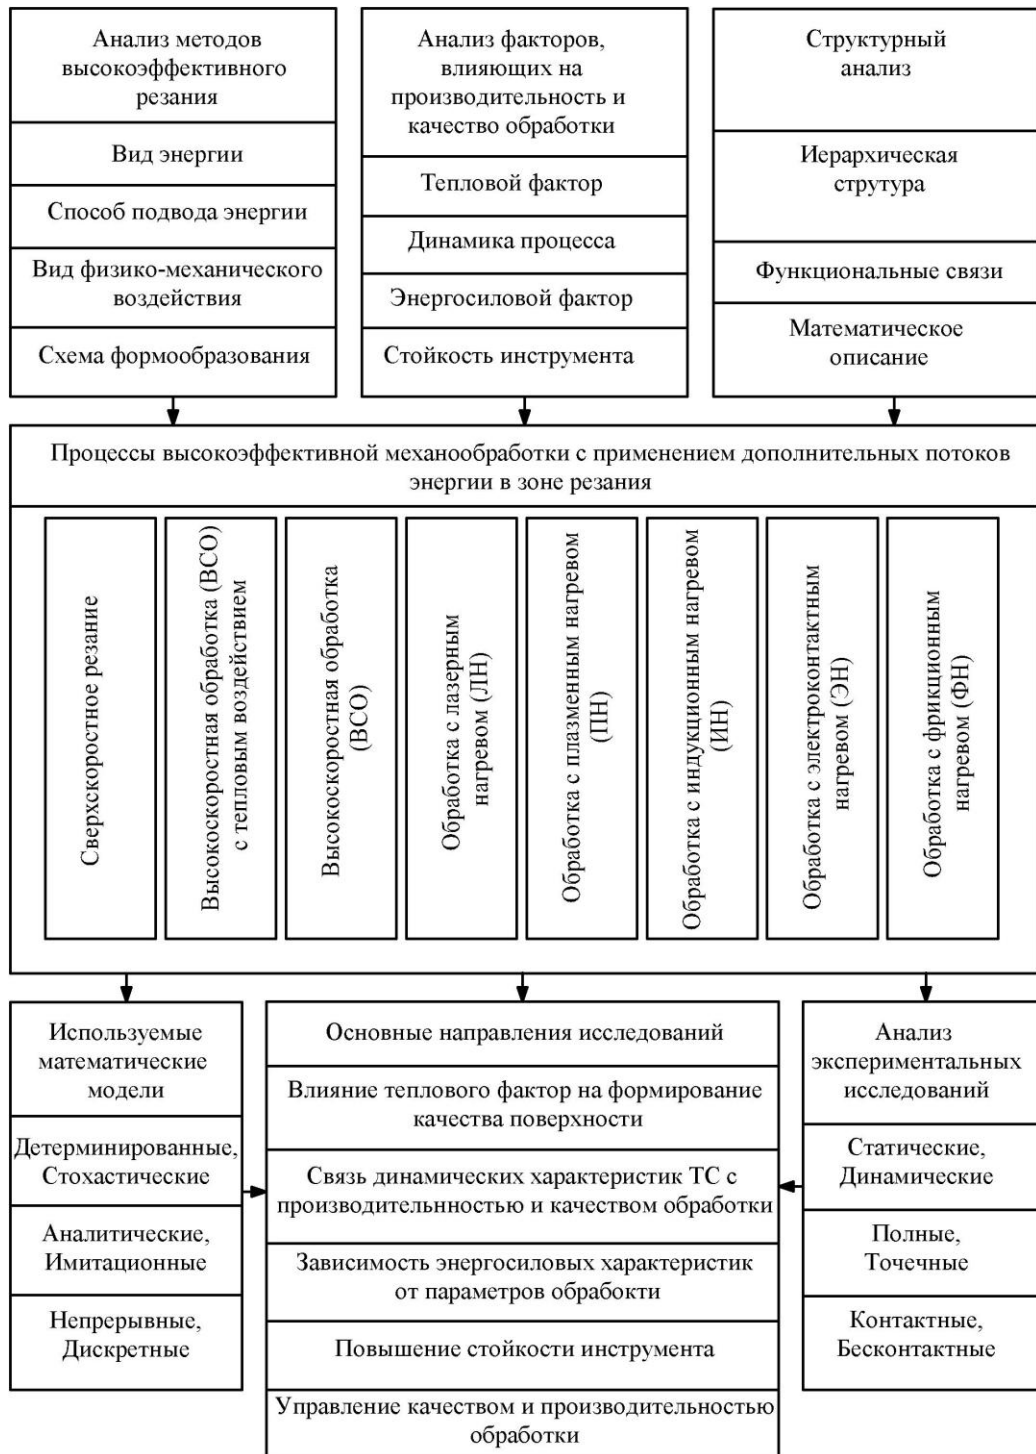 Анализ методов
высокоэффективного
резания
Вид энергии
Способ подвода энергии
Вид физико-механического
воздействия
Схема формообразования
Анализ факторов,
влияющих на
производительность и
качество обработки
Тепловой фактор
Динамика процесса
Энергосиловой фактор
Стойкость инструмента
Структурный
анализ
Иерархическая
струтура
Функциональные связи
Математическое
описание
Процессы высокоэффективной механообработки с применением дополнительных потоков
энергии в зоне резания
Сверхскоростное резание
Высокоскоростная обработка (ВСО)
с тепловым воздействием
Высокоскоростная обработка
(ВСО)
Обработка с лазерным
нагревом (ЛН)
Обработка с плазменным нагревом
(ПН)
Обработка с индукционным нагревом
(ИН)
Обработка с электроконтактным
нагревом (ЭН)
Обработка с фрикционным
нагревом (ФН)
Используемые
математические
модели
Детерминированные,
Стохастические
Аналитические,
Имитационные
Непрерывные,
Дискретные
Основные направления исследований
Влияние теплового фактор на формирование
качества поверхности
Связь динамических характеристик ТС с
производительнностью и качеством обработки
Зависимость энергосиловых характеристик
от параметров обрабокти
Повышение стойкости инструмента
Управление качеством и производительностью
обработки
Анализ
экспериментальных
исследований
Статические,
Динамические
Полные,
Точечные
Контактные,
Бесконтактные